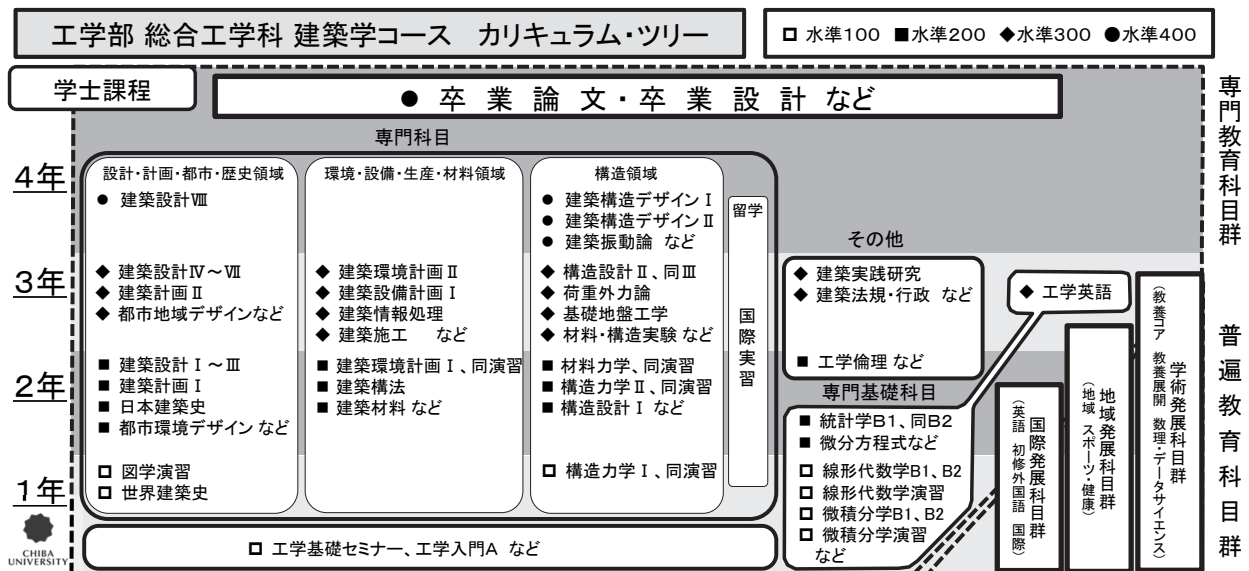 工学部 総合工学科 建築学コース カリキュラム・ツリー
□ 水準100 ■水準200 ◆水準300 ●水準400
学士課程
● 卒 業 論 文・卒 業 設 計 など
専門科目
4年
3年
2年
1年
設計・計画・都市・歴史領域
● 建築設計Ⅷ
◆ 建築設計Ⅳ～Ⅶ
◆ 建築計画Ⅱ
◆ 都市地域デザインなど
■ 建築設計Ⅰ～Ⅲ
■ 建築計画Ⅰ
■ 日本建築史
■ 都市環境デザイン など
□ 図学演習
□ 世界建築史
環境・設備・生産・材料領域
◆ 建築環境計画Ⅱ
◆ 建築設備計画Ⅰ
◆ 建築情報処理
◆ 建築施工 など
■ 建築環境計画Ⅰ、同演習
■ 建築構法
■ 建築材料 など
構造領域
● 建築構造デザインⅠ
● 建築構造デザインⅡ
● 建築振動論 など
◆ 構造設計Ⅱ、同Ⅲ
◆ 荷重外力論
◆ 基礎地盤工学
◆ 材料・構造実験 など
■ 材料力学、同演習
■ 構造力学Ⅱ、同演習
■ 構造設計Ⅰ など
□ 構造力学Ⅰ、同演習
留学
国際実習
その他
◆ 建築実践研究
◆ 建築法規・行政 など
■ 工学倫理 など
専門基礎科目
■ 統計学B1、同B2
■ 微分方程式など
□ 線形代数学B1、B2
□ 線形代数学演習
□ 微積分学B1、B2
□ 微積分学演習
など
◆ 工学英語
国際発展科目群
（英語 初修外国語 国際）
地域発展科目群
（地域 スポーツ・健康）
学術発展科目群
（教養コア 教養展開 数理・データサイエンス）
専門教育科目群
普遍教育科目群
□ 工学基礎セミナー、工学入門A など
CHIBA
UNIVERSITY